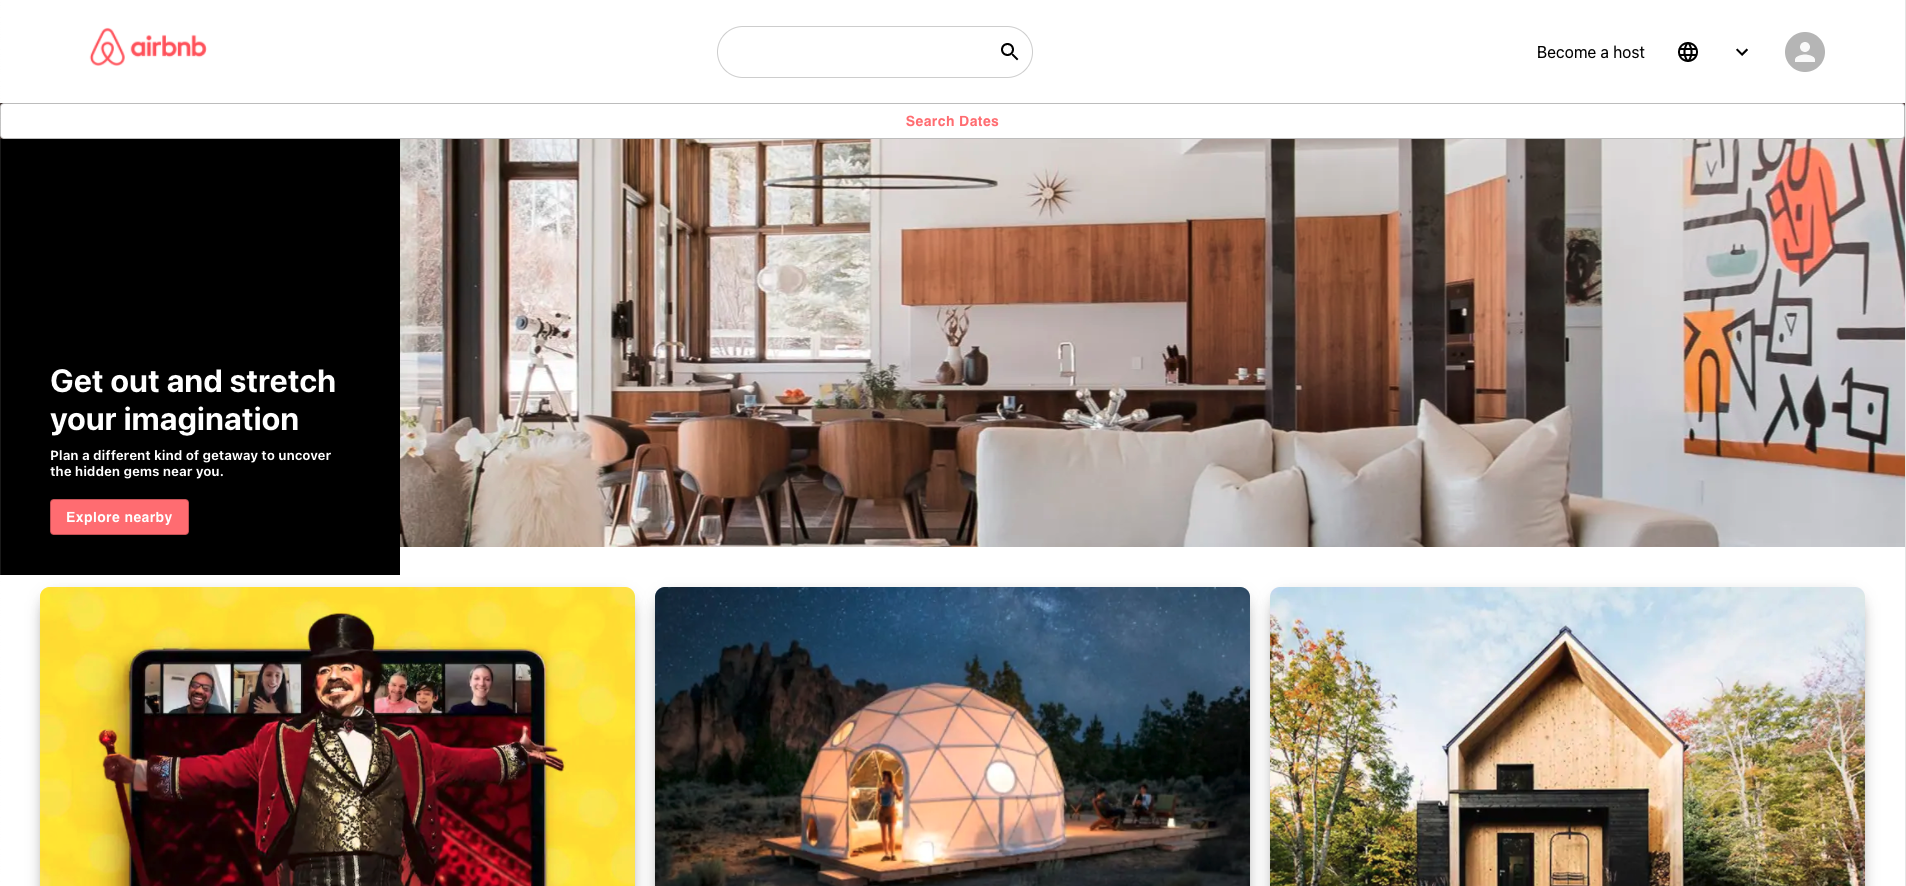 airbnb
Become a host
Search Dates
Get out and stretch
your imagination
Plan a different kind of getaway to uncover
the hidden gems near you.
Explore nearby